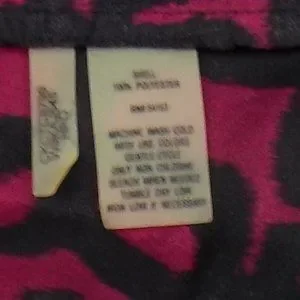 SHELL
100% POLYESTER
MACHINE WASH COLD
WITH LIKE COLORS
GENTLE CYCLE
ONLY NON CHLORINE
BLEACH WHEN NEEDED
TUMBLE DRY LOW
IRON LOW IF NECESSARY